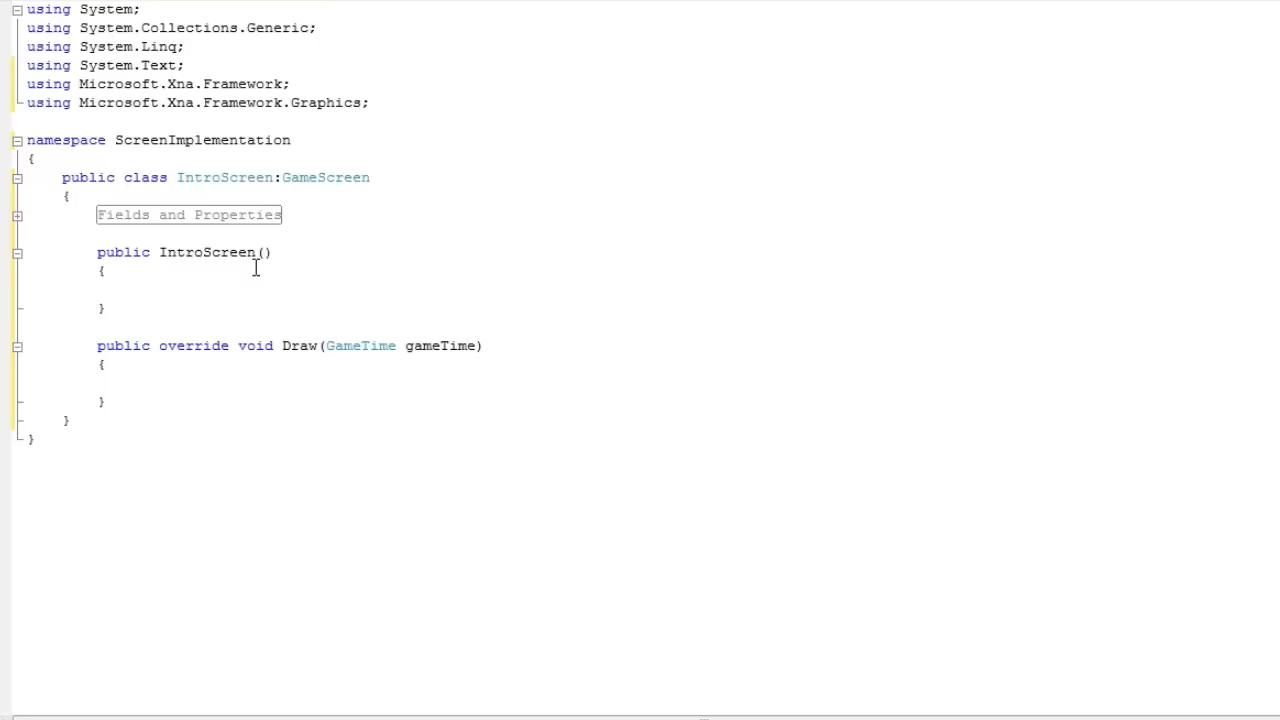 using System;
using System.Collections.Generic;
using System.Linq;
using System.Text;
using Microsoft.Xna.Framework;
using Microsoft.Xna.Framework.Graphics;
namespace ScreenImplementation
{
public class IntroScreen:GameScreen
{
Fields and Properties
public IntroScreen()
{
}
public override void Draw(GameTime gameTime)
{
}
}
}